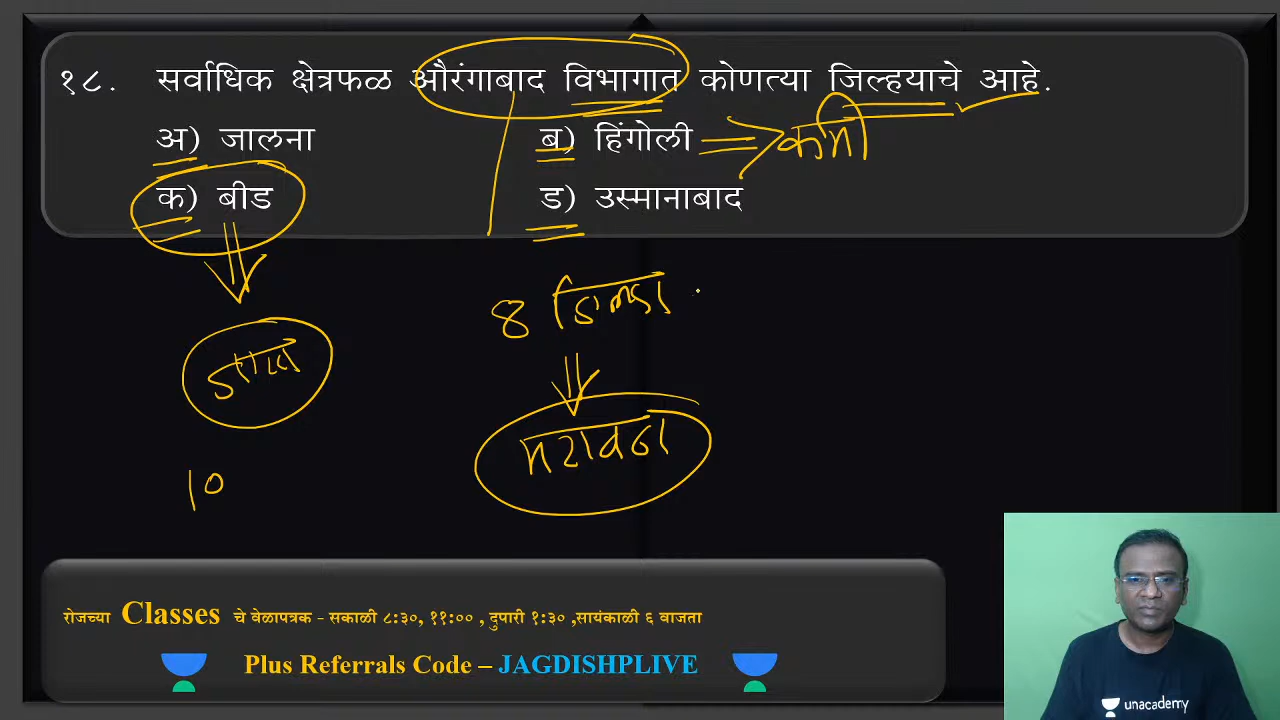 १८. सर्वाधिक क्षेत्रफळ औरंगाबाद विभागात कोणत्या जिल्हयाचे आहे.
अ) जालना ब) हिंगोली कमी
क) बीड ड) उस्मानाबाद
8 जिल्हा
जास्त
मराठवाडा
10
रोजच्या Classes चे वेळापत्रक - सकाळी ८:३०, ११:०० , दुपारी १:३० ,सायंकाळी ६ वाजता
Plus Referrals Code – JAGDISHPLIVE
unacademy